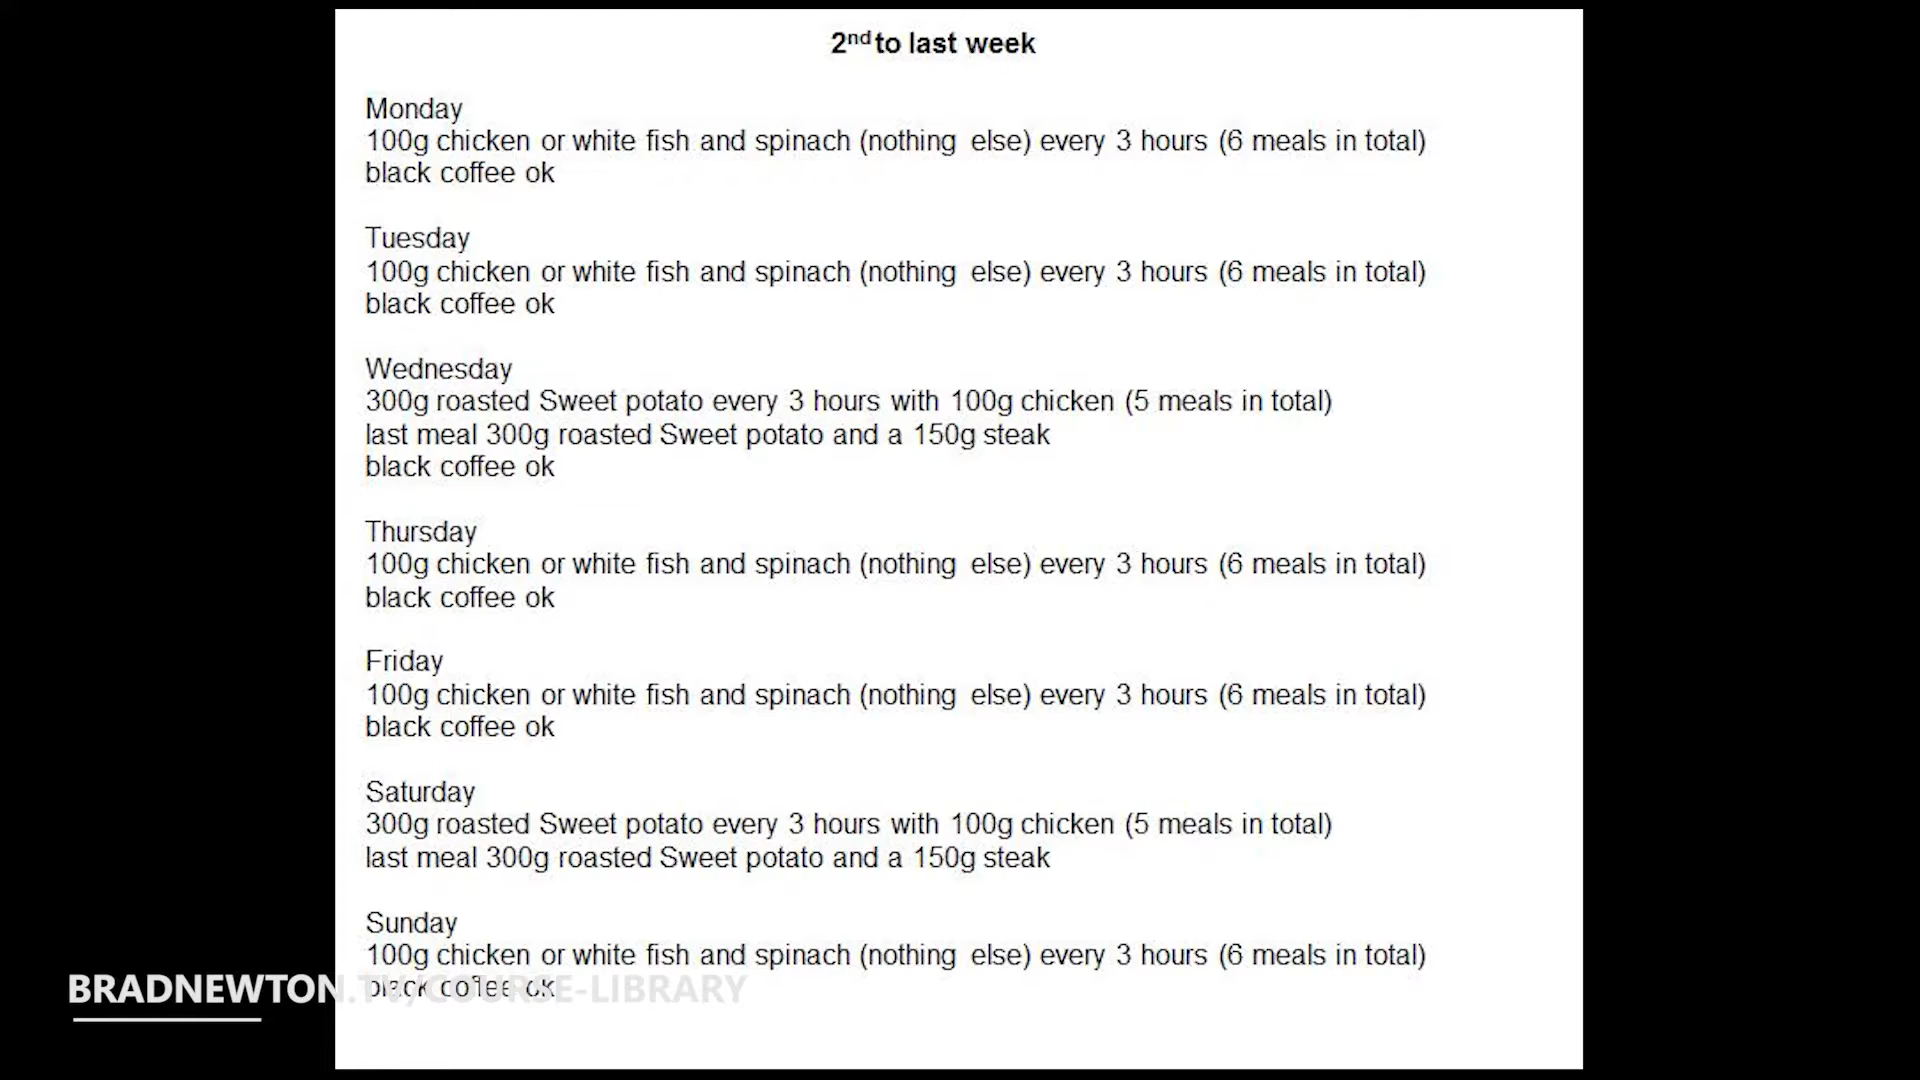 2nd to last week
Monday
100g chicken or white fish and spinach (nothing else) every 3 hours (6 meals in total)
black coffee ok
Tuesday
100g chicken or white fish and spinach (nothing else) every 3 hours (6 meals in total)
black coffee ok
Wednesday
300g roasted Sweet potato every 3 hours with 100g chicken (5 meals in total)
last meal 300g roasted Sweet potato and a 150g steak
black coffee ok
Thursday
100g chicken or white fish and spinach (nothing else) every 3 hours (6 meals in total)
black coffee ok
Friday
100g chicken or white fish and spinach (nothing else) every 3 hours (6 meals in total)
black coffee ok
Saturday
300g roasted Sweet potato every 3 hours with 100g chicken (5 meals in total)
last meal 300g roasted Sweet potato and a 150g steak
Sunday
100g chicken or white fish and spinach (nothing else) every 3 hours (6 meals in total)
black coffee ok
BRADNEWTON.TV/COURSE-LIBRARY